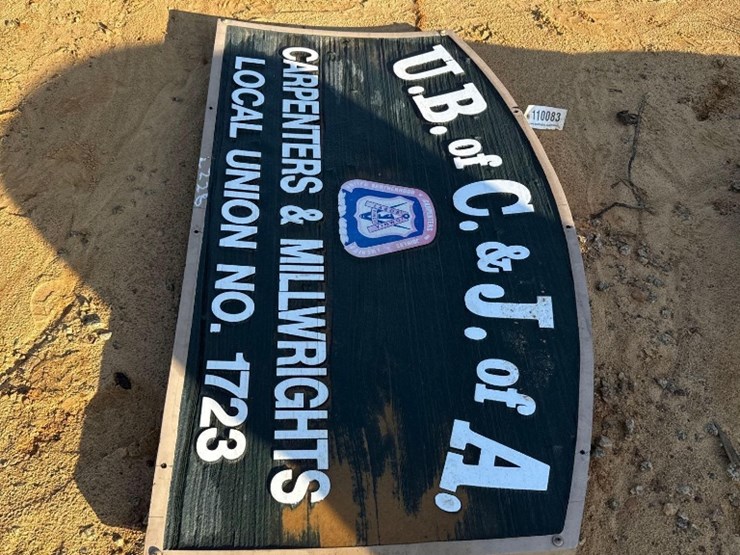 U.B. of C. & J. of A.
CARPENTERS & MILLWRIGHTS
LOCAL UNION NO. 1723
110083